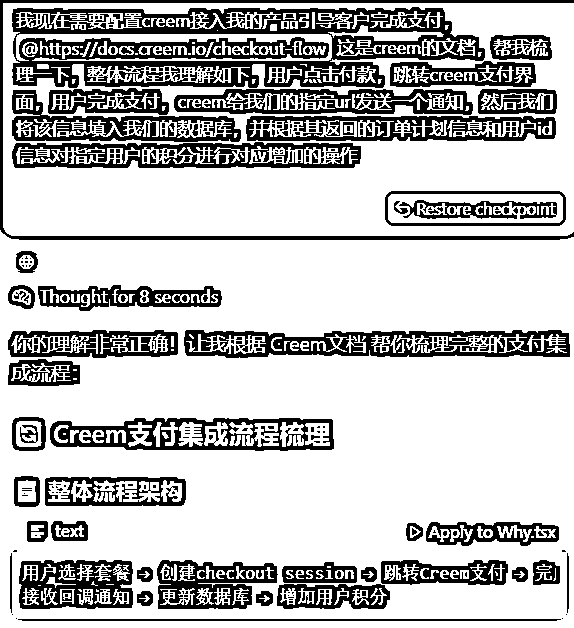 我现在需要配置creem接入我的产品引导客户完成支付，
@https://docs.creem.io/checkout-flow 这是creem的文档，帮我梳
理一下，整体流程我理解如下，用户点击付款，跳转creem支付界
面，用户完成支付，creem给我们的指定url发送一个通知，然后我们
将该信息填入我们的数据库，并根据其返回的订单计划信息和用户id
信息对指定用户的积分进行对应增加的操作
Restore checkpoint
Thought for 8 seconds
你的理解非常正确！让我根据 Creem文档 帮你梳理完整的支付集
成流程：
Creem支付集成流程梳理
整体流程架构
text
Apply to Why.tsx
用户选择套餐 → 创建checkout session → 跳转Creem支付 → 完
接收回调通知 → 更新数据库 → 增加用户积分